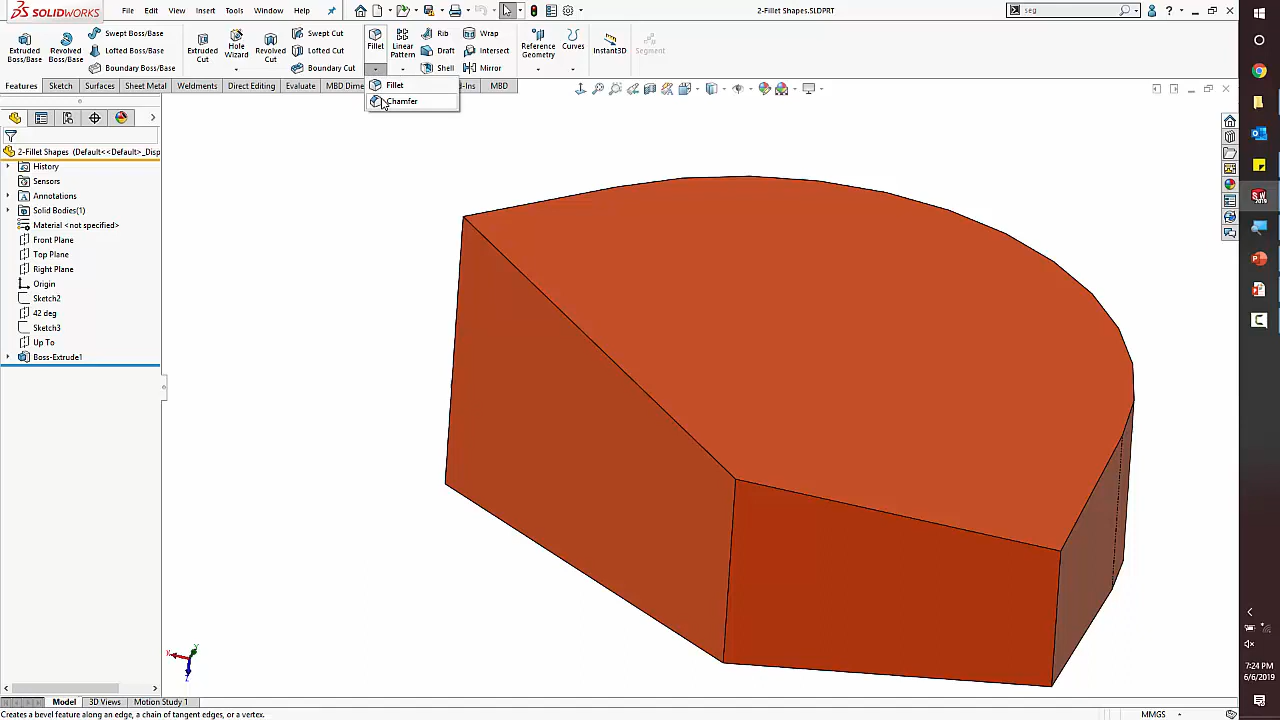 SOLIDWORKS
File
Edit
View
Insert
Tools
Window
Help
2-Fillet Shapes.SLDPRT
seg
Extruded Boss/Base
Revolved Boss/Base
Swept Boss/Base
Lofted Boss/Base
Boundary Boss/Base
Extruded Cut
Hole Wizard
Revolved Cut
Swept Cut
Lofted Cut
Boundary Cut
Fillet
Linear Pattern
Rib
Draft
Shell
Wrap
Intersect
Mirror
Reference Geometry
Curves
Instant3D
Segment
Features
Sketch
Surfaces
Sheet Metal
Weldments
Direct Editing
Evaluate
MBD Dime
d-Ins
MBD
Fillet
Chamfer
2-Fillet Shapes (Default<<Default>_Disp
History
Sensors
Annotations
Solid Bodies(1)
Material <not specified>
Front Plane
Top Plane
Right Plane
Origin
Sketch2
42 deg
Sketch3
Up To
Boss-Extrude1
Model
3D Views
Motion Study 1
Creates a bevel feature along an edge, a chain of tangent edges, or a vertex.
MMGS
7:24 PM
6/6/2019